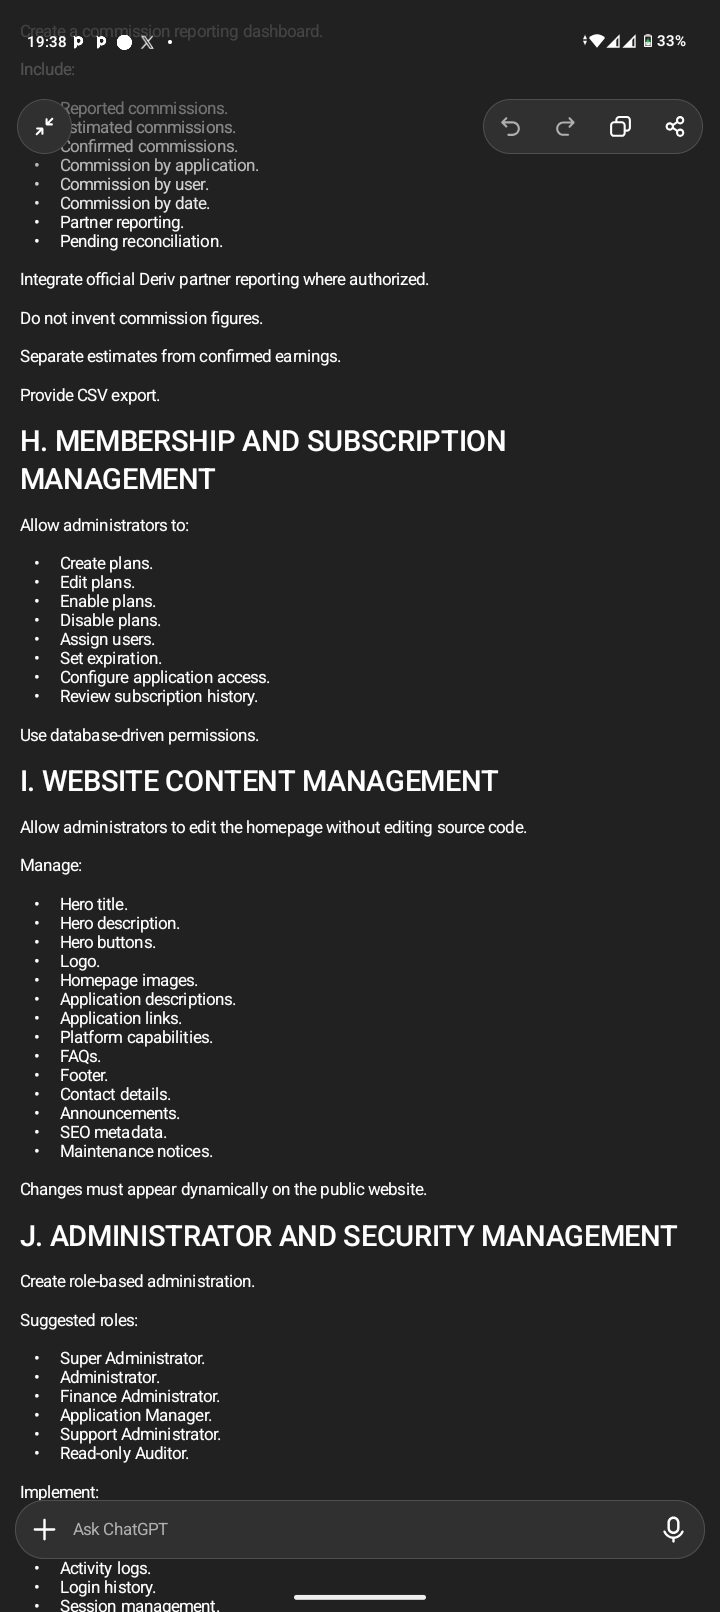 Create a commission reporting dashboard.
19:38
33%
Include:
Reported commissions.
Estimated commissions.
Confirmed commissions.
• Commission by application.
• Commission by user.
• Commission by date.
• Partner reporting.
• Pending reconciliation.
Integrate official Deriv partner reporting where authorized.
Do not invent commission figures.
Separate estimates from confirmed earnings.
Provide CSV export.
H. MEMBERSHIP AND SUBSCRIPTION
MANAGEMENT
Allow administrators to:
• Create plans.
• Edit plans.
• Enable plans.
• Disable plans.
• Assign users.
• Set expiration.
• Configure application access.
• Review subscription history.
Use database-driven permissions.
I. WEBSITE CONTENT MANAGEMENT
Allow administrators to edit the homepage without editing source code.
Manage:
• Hero title.
• Hero description.
• Hero buttons.
• Logo.
• Homepage images.
• Application descriptions.
• Application links.
• Platform capabilities.
• FAQs.
• Footer.
• Contact details.
• Announcements.
• SEO metadata.
• Maintenance notices.
Changes must appear dynamically on the public website.
J. ADMINISTRATOR AND SECURITY MANAGEMENT
Create role-based administration.
Suggested roles:
• Super Administrator.
• Administrator.
• Finance Administrator.
• Application Manager.
• Support Administrator.
• Read-only Auditor.
Implement:
Ask ChatGPT
• Activity logs.
• Login history.
• Session management.